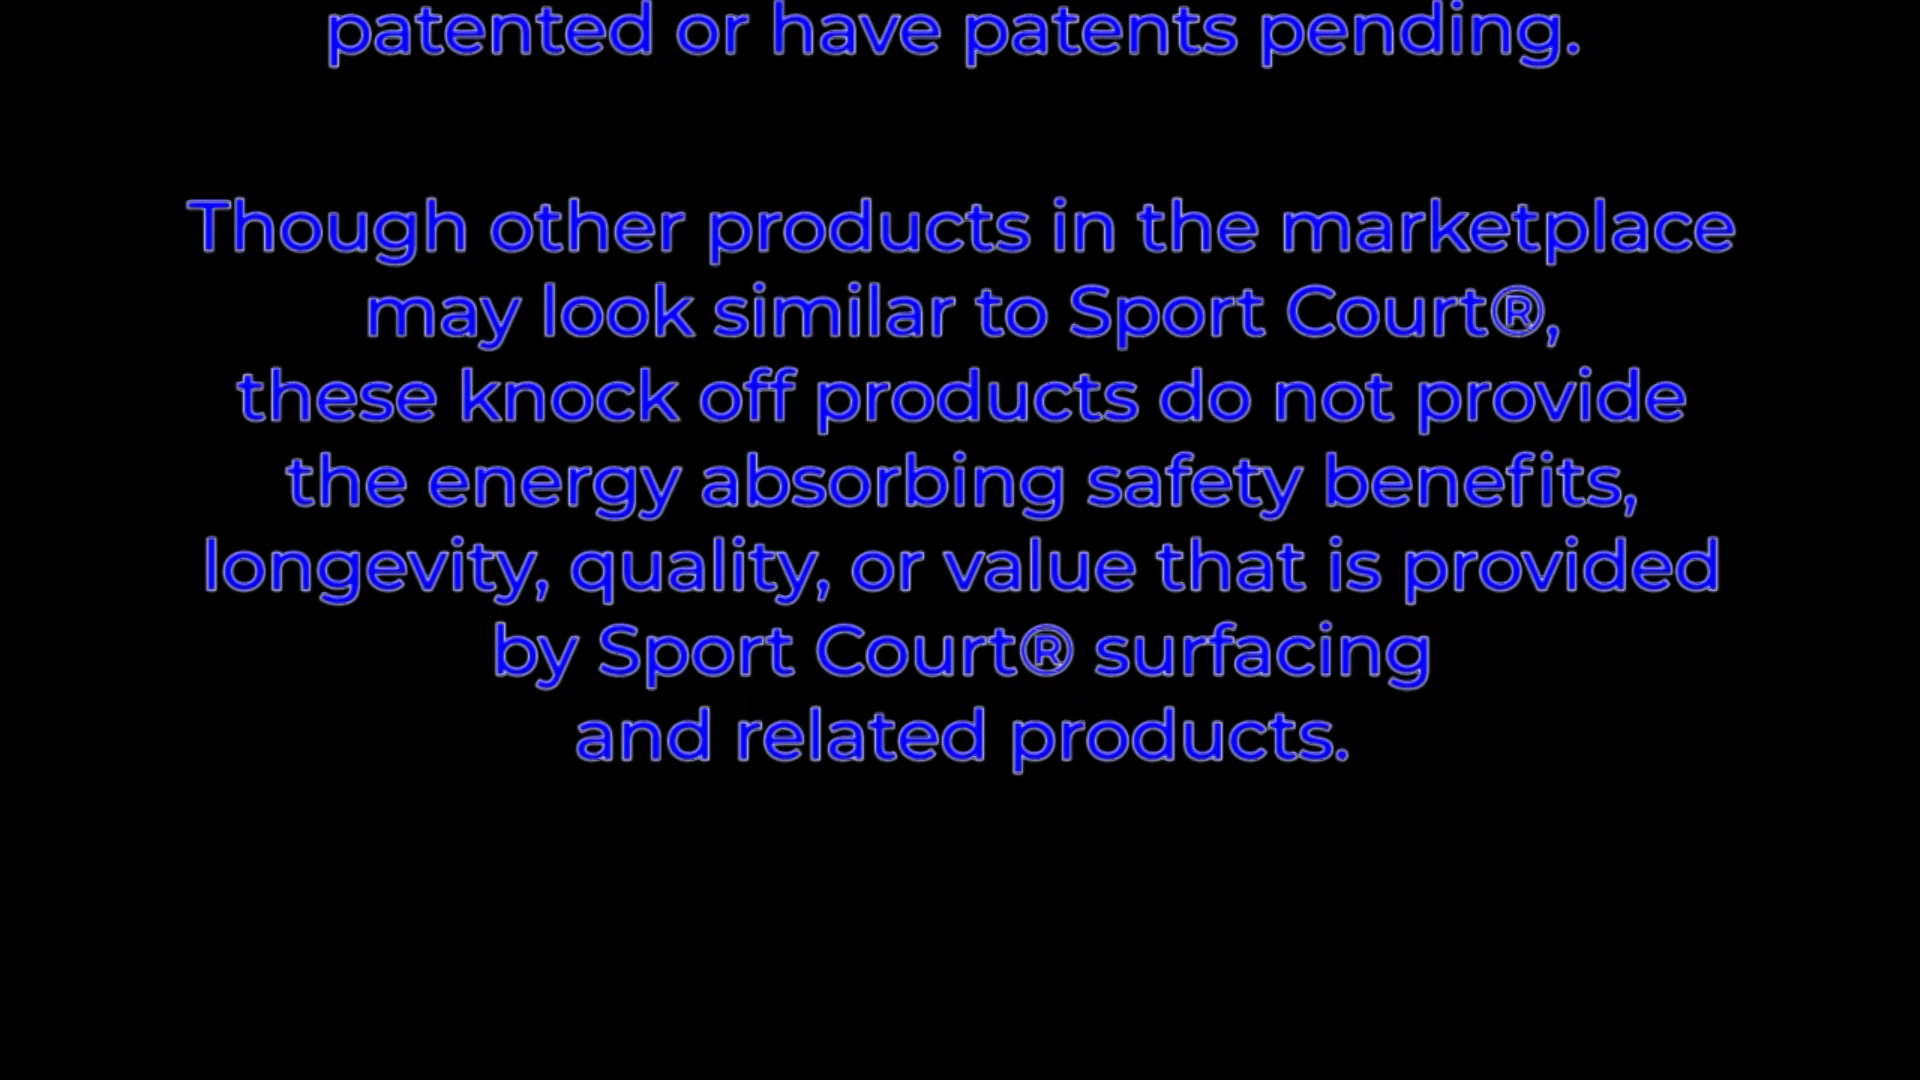 patented or have patents pending.
Though other products in the marketplace
may look similar to Sport Court®,
these knock off products do not provide
the energy absorbing safety benefits,
longevity, quality, or value that is provided
by Sport Court® surfacing
and related products.